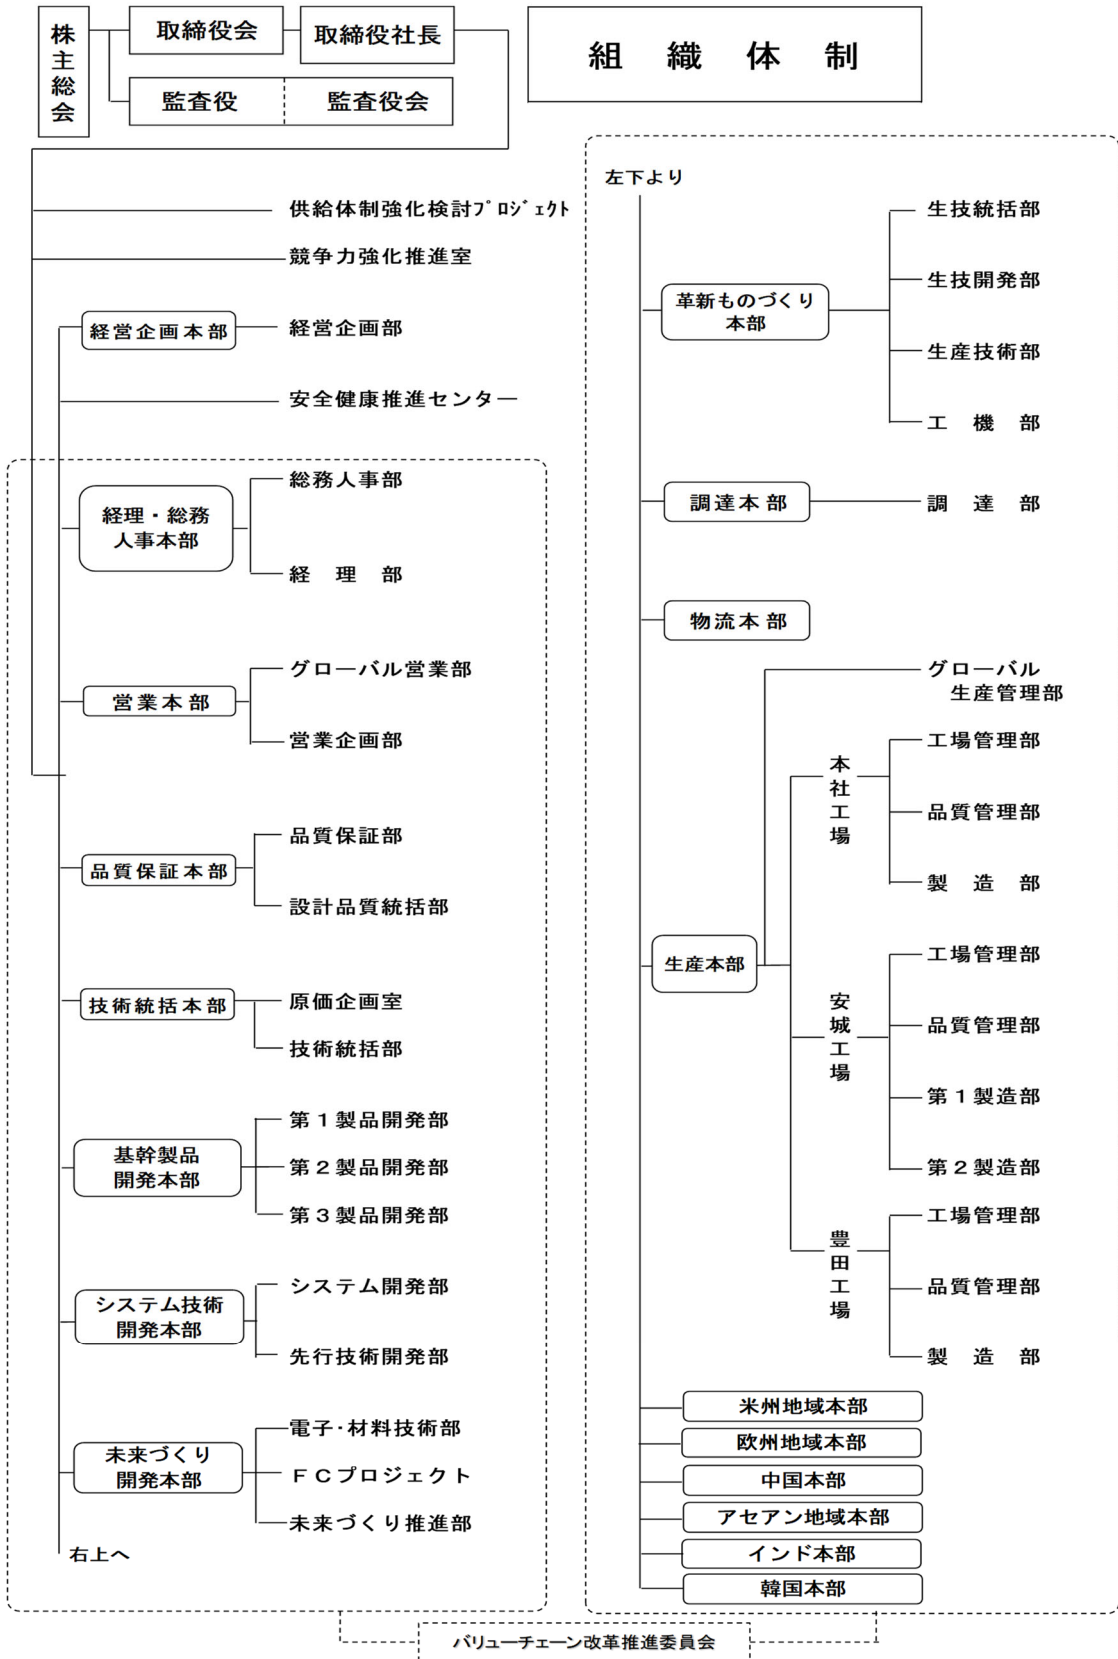 組織体制
株主総会
取締役会
取締役社長
監査役
監査役会
供給体制強化検討ﾌﾟﾛｼﾞｪｸﾄ
競争力強化推進室
経営企画本部
経営企画部
安全健康推進センター
経理・総務
人事本部
総務人事部
経理部
営業本部
グローバル営業部
営業企画部
品質保証本部
品質保証部
設計品質統括部
技術統括本部
原価企画室
技術統括部
基幹製品
開発本部
第１製品開発部
第２製品開発部
第３製品開発部
システム技術
開発本部
システム開発部
先行技術開発部
未来づくり
開発本部
電子・材料技術部
ＦＣプロジェクト
未来づくり推進部
右上へ
左下より
革新ものづくり
本部
生技統括部
生技開発部
生産技術部
工機部
調達本部
調達部
物流本部
生産本部
グローバル
生産管理部
本社工場
工場管理部
品質管理部
製造部
安城工場
工場管理部
品質管理部
第１製造部
第２製造部
豊田工場
工場管理部
品質管理部
製造部
米州地域本部
欧州地域本部
中国本部
アセアン地域本部
インド本部
韓国本部
バリューチェーン改革推進委員会